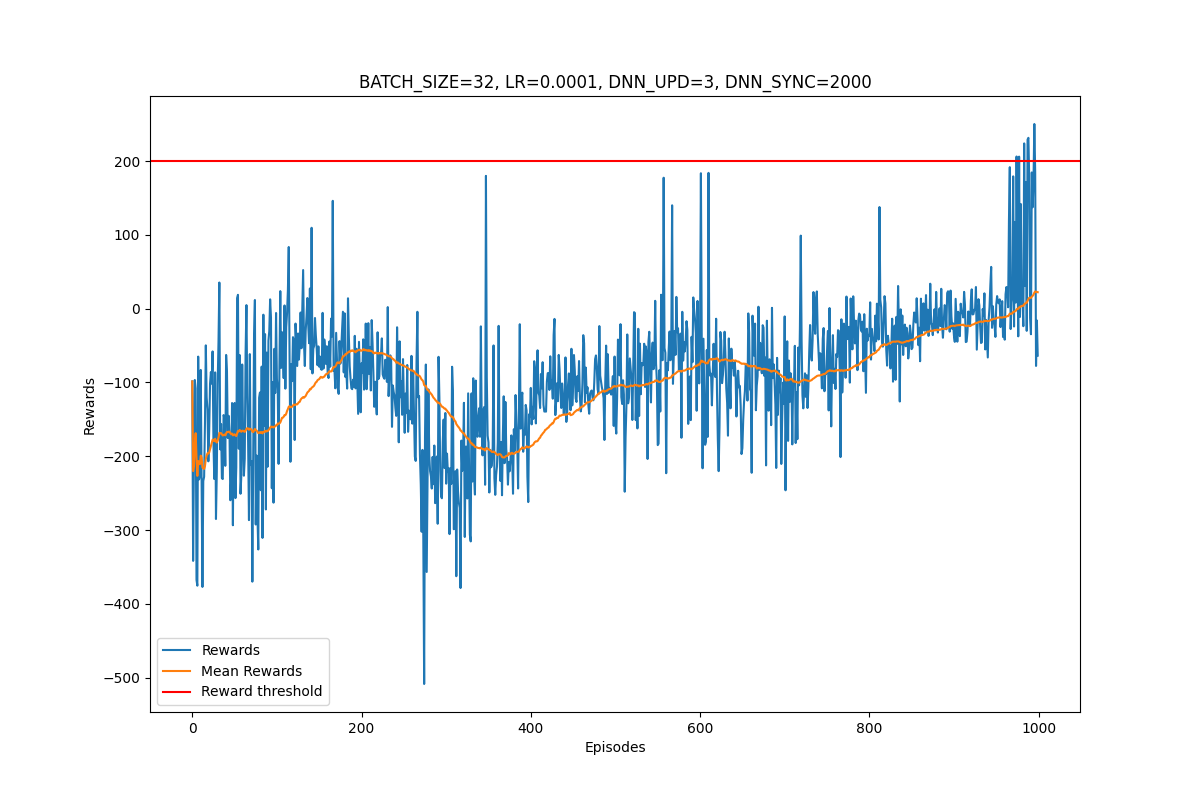 BATCH_SIZE=32, LR=0.0001, DNN_UPD=3, DNN_SYNC=2000
200
100
0
−100
−200
−300
−400
−500
Rewards
Rewards
Mean Rewards
Reward threshold
0 200 400 600 800 1000
Episodes